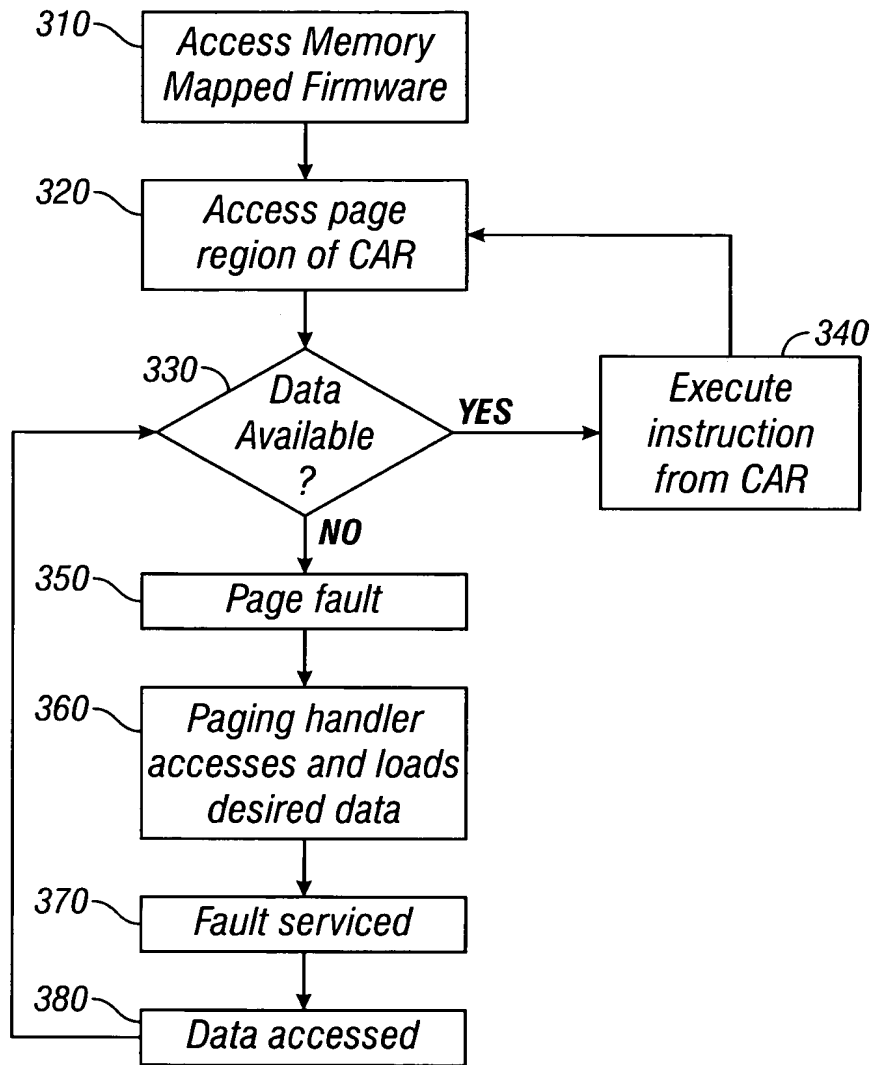 310
Access Memory
Mapped Firmware
320
Access page
region of CAR
330
Data
Available
?
YES
340
Execute
instruction
from CAR
NO
350
Page fault
360
Paging handler
accesses and loads
desired data
370
Fault serviced
380
Data accessed